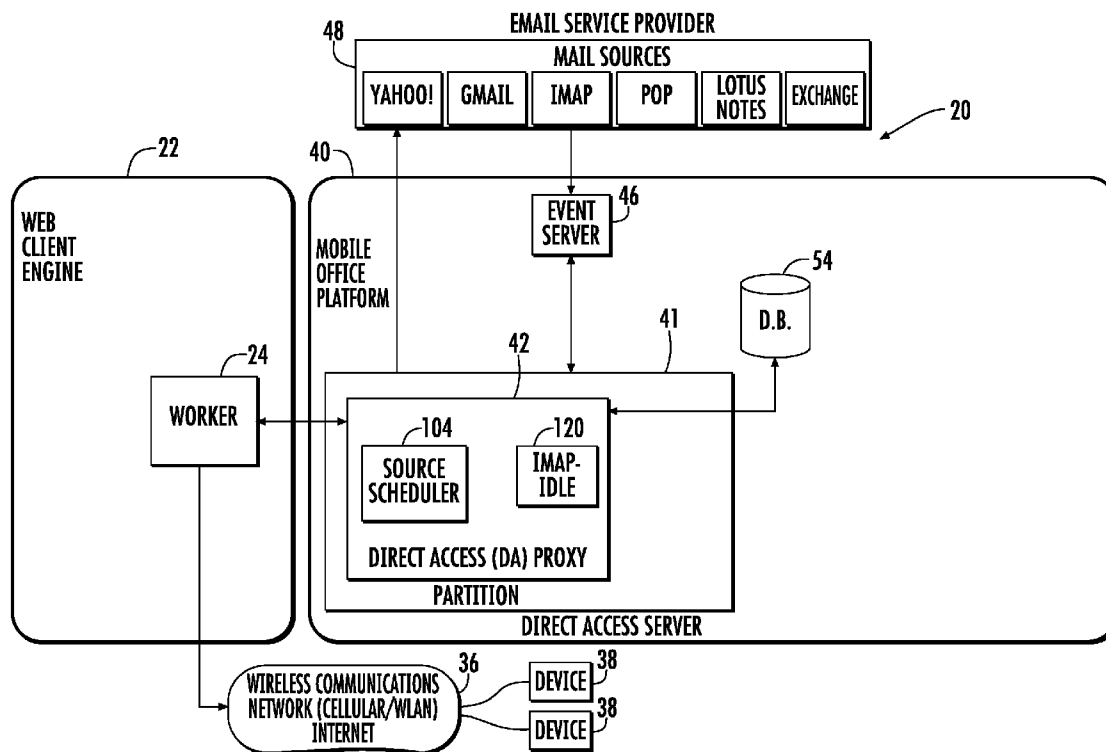 EMAIL SERVICE PROVIDER
48
MAIL SOURCES
YAHOO!
GMAIL
IMAP
POP
LOTUS
NOTES
EXCHANGE
20
22
40
WEB
CLIENT
ENGINE
MOBILE
OFFICE
PLATFORM
EVENT
SERVER
46
54
D.B.
41
42
24
WORKER
104
SOURCE
SCHEDULER
120
IMAP-
IDLE
DIRECT ACCESS (DA) PROXY
PARTITION
DIRECT ACCESS SERVER
36
WIRELESS COMMUNICATIONS
NETWORK (CELLULAR/WLAN)
INTERNET
38
DEVICE
38
DEVICE